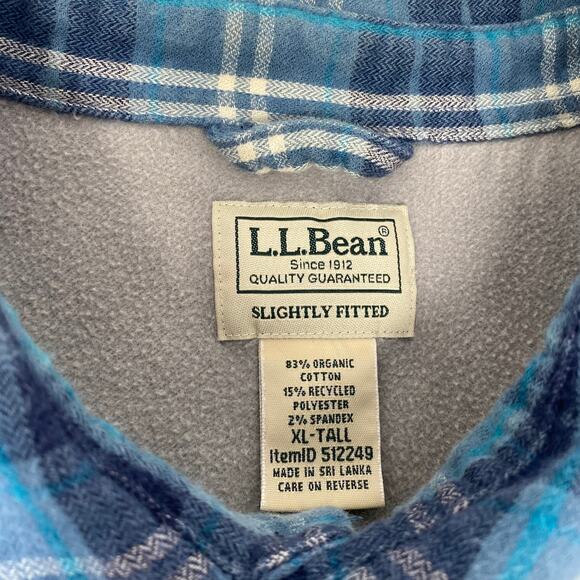 L.L.Bean®
Since 1912
QUALITY GUARANTEED
SLIGHTLY FITTED
83% ORGANIC
COTTON
15% RECYCLED
POLYESTER
2% SPANDEX
XL-TALL
ItemID 512249
MADE IN SRI LANKA
CARE ON REVERSE